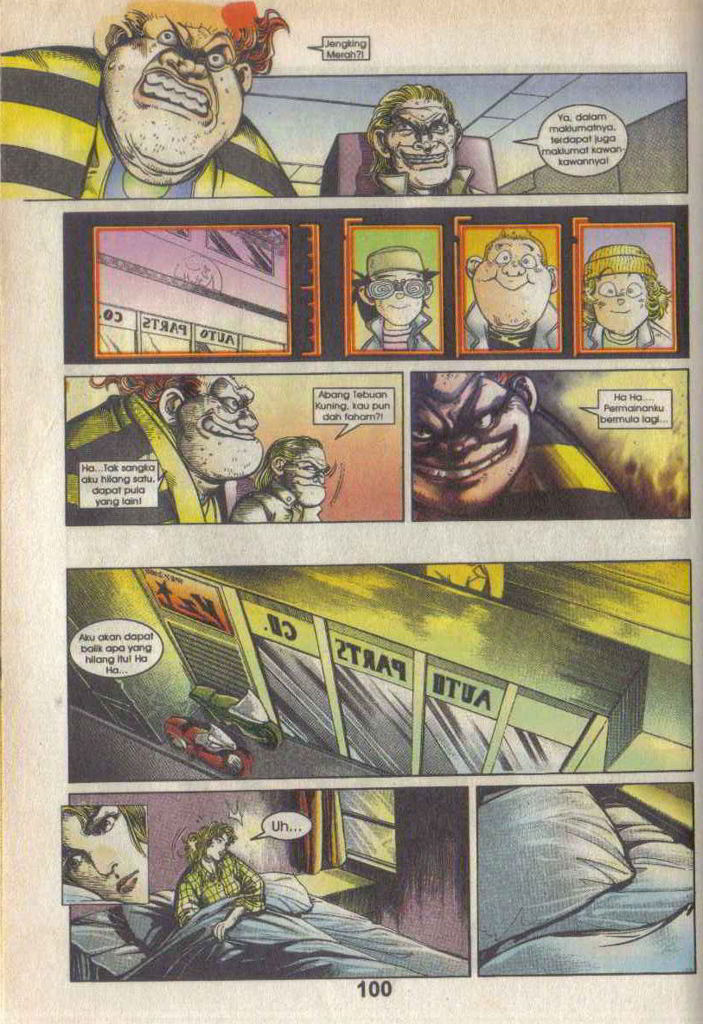 Jengking
Merah?!
Ya, dalam
maklumatnya,
terdapat juga
maklumat kawan-
kawannya!
CO.
PARTS
AUTO
Ha...Tak sangka
aku hilang satu,
dapat pula
yang lain!
Abang Tebuan
Kuning, kau pun
dah faham?!
Ha Ha....
Permainanku
bermula lagi...
Aku akan dapat
balik apa yang
hilang itu! Ha
Ha...
CO.
PARTS
AUTO
Uh...
100